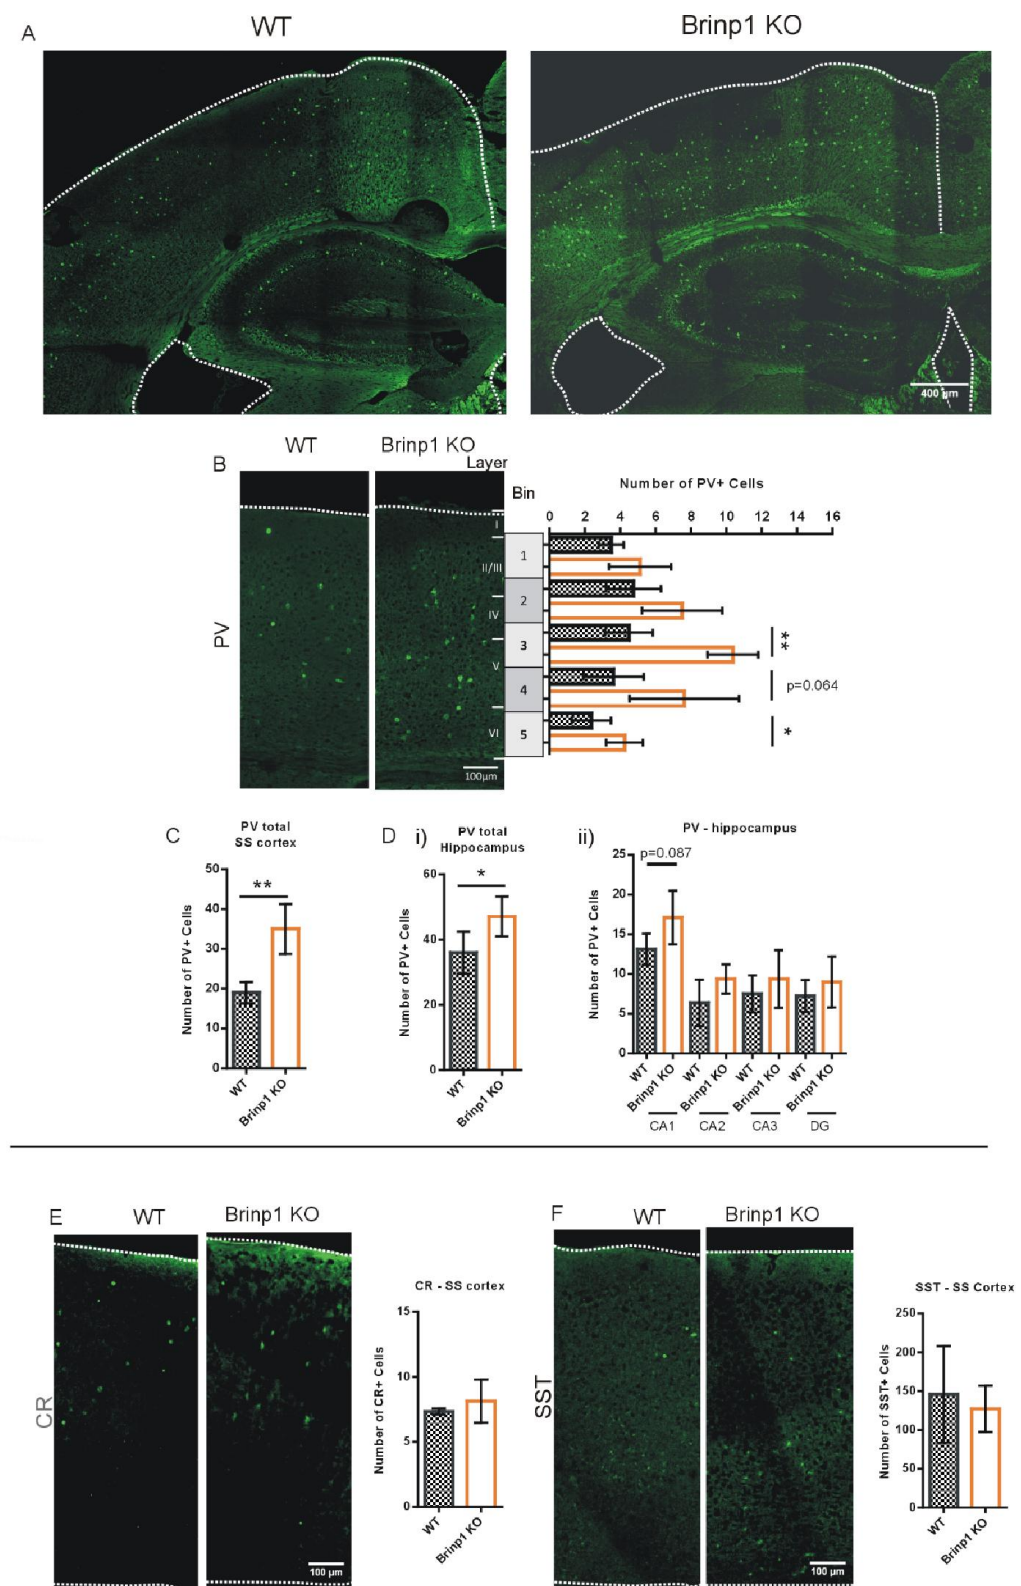 A
WT
Brinp1 KO
400 µm
B
WT
Brinp1 KO
Layer
Bin
Number of PV+ Cells
0 2 4 6 8 10 12 14 16
PV
I
II/III
IV
V
VI
1
2
3
4
5
**
p=0.064
*
100µm
C
PV total
SS cortex
Number of PV+ Cells
50
40
30
20
10
0
**
WT
Brinp1 KO
D
i)
PV total
Hippocampus
Number of PV+ Cells
60
40
20
0
*
WT
Brinp1 KO
ii)
PV - hippocampus
Number of PV+ Cells
25
20
15
10
5
0
p=0.087
WT
Brinp1 KO
WT
Brinp1 KO
WT
Brinp1 KO
WT
Brinp1 KO
CA1
CA2
CA3
DG
E
WT
Brinp1 KO
CR
100 µm
CR - SS cortex
Number of CR+ Cells
15
10
5
0
WT
Brinp1 KO
F
WT
Brinp1 KO
SST
100 µm
SST - SS Cortex
Number of SST+ Cells
250
200
150
100
50
0
WT
Brinp1 KO